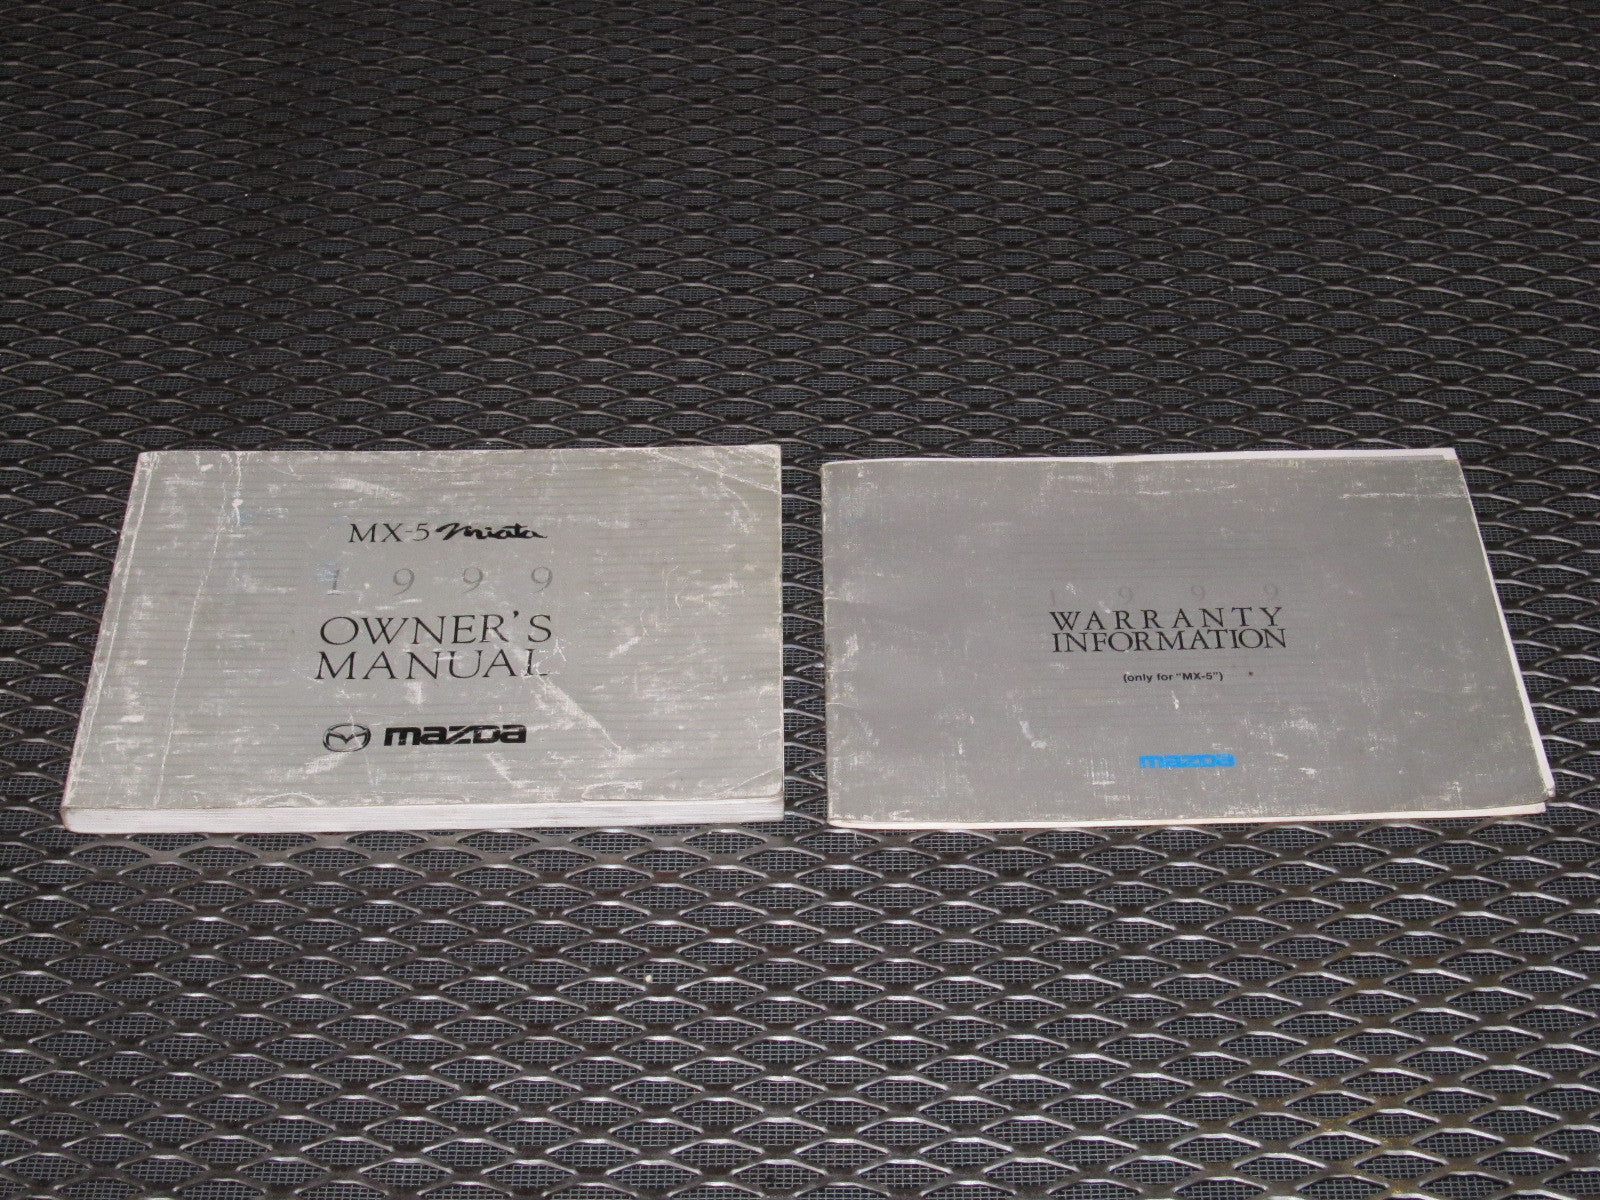 MX-5 Miata
1999
OWNER'S
MANUAL
mazda
1999
WARRANTY
INFORMATION
(only for "MX-5")
mazda